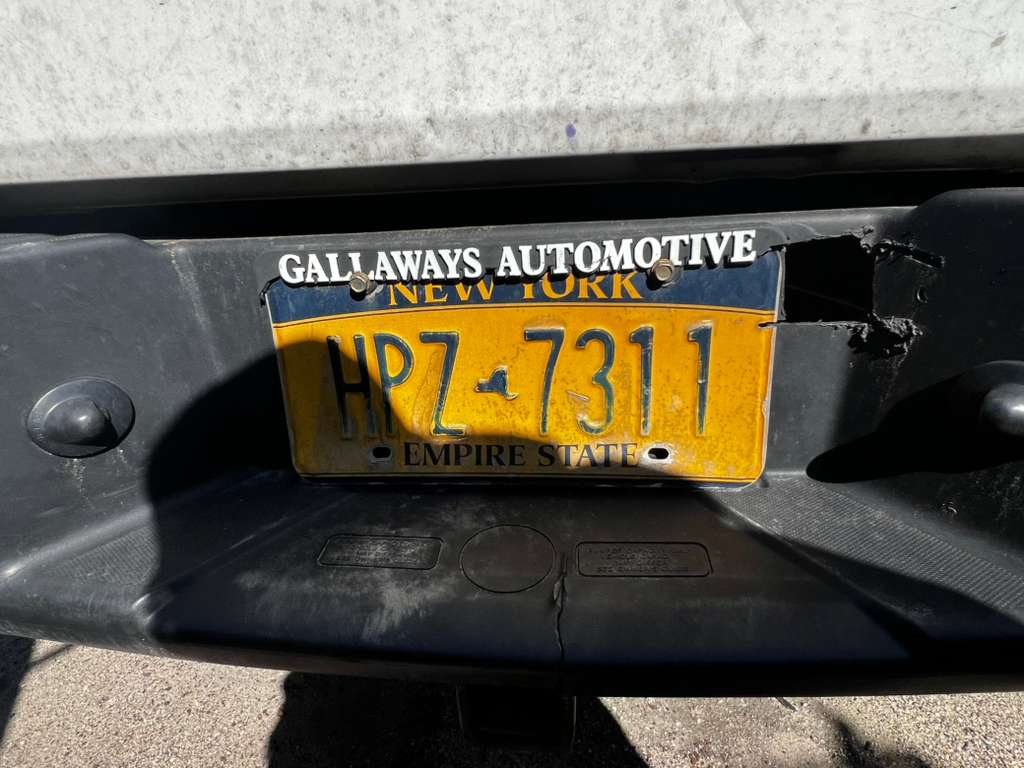 GALLAWAYS AUTOMOTIVE
NEW YORK
HPZ 7311
EMPIRE STATE